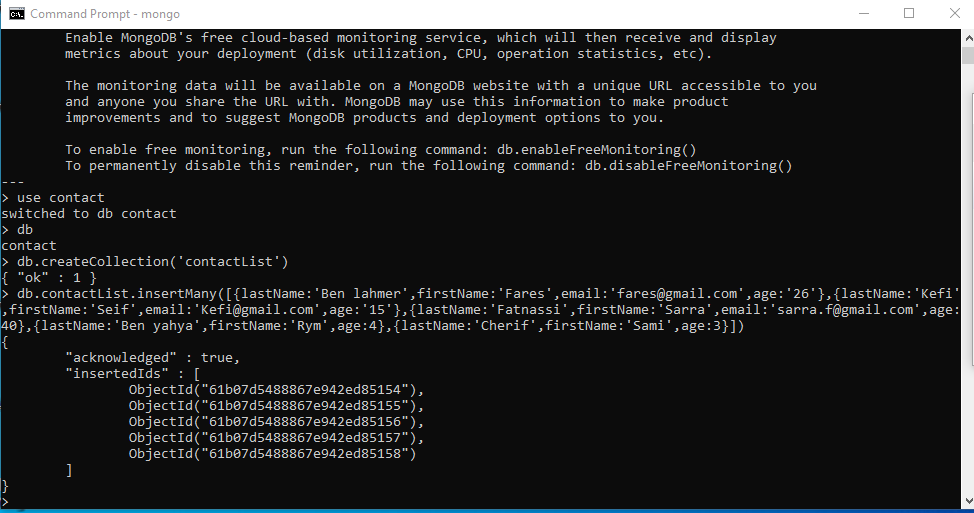 Command Prompt - mongo
Enable MongoDB's free cloud-based monitoring service, which will then receive and display
metrics about your deployment (disk utilization, CPU, operation statistics, etc).
The monitoring data will be available on a MongoDB website with a unique URL accessible to you
and anyone you share the URL with. MongoDB may use this information to make product
improvements and to suggest MongoDB products and deployment options to you.
To enable free monitoring, run the following command: db.enableFreeMonitoring()
To permanently disable this reminder, run the following command: db.disableFreeMonitoring()
---
> use contact
switched to db contact
> db
contact
> db.createCollection('contactList')
{ "ok" : 1 }
> db.contactList.insertMany([{lastName:'Ben lahmer',firstName:'Fares',email:'fares@gmail.com',age:'26'},{lastName:'Kefi'
,firstName:'Seif',email:'Kefi@gmail.com',age:'15'},{lastName:'Fatnassi',firstName:'Sarra',email:'sarra.f@gmail.com',age:
40},{lastName:'Ben yahya',firstName:'Rym',age:4},{lastName:'Cherif',firstName:'Sami',age:3}])
{
"acknowledged" : true,
"insertedIds" : [
ObjectId("61b07d5488867e942ed85154"),
ObjectId("61b07d5488867e942ed85155"),
ObjectId("61b07d5488867e942ed85156"),
ObjectId("61b07d5488867e942ed85157"),
ObjectId("61b07d5488867e942ed85158")
]
}
>